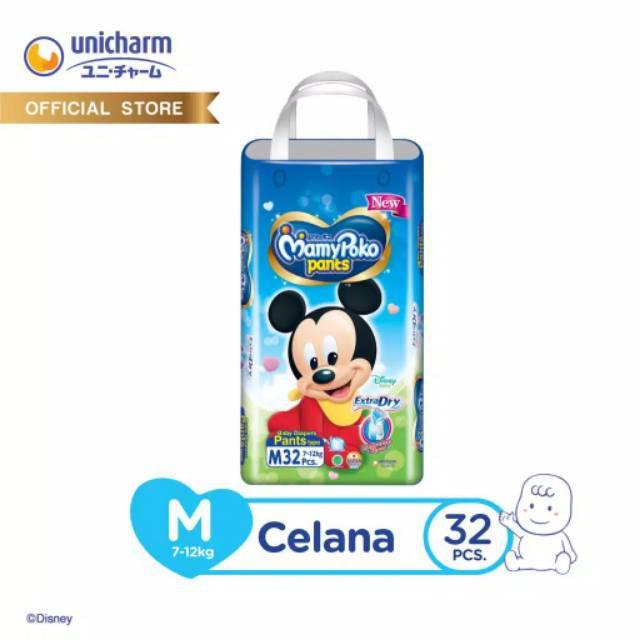 unicharm
ユニ・チャーム
OFFICIAL STORE
New
MamyPoko
pants
Disney
ExtraDry
Baby Diapers
Pants
M32
7-12kg
Pcs.
unicharm
M
7-12kg
Celana
32
PCS.
©Disney